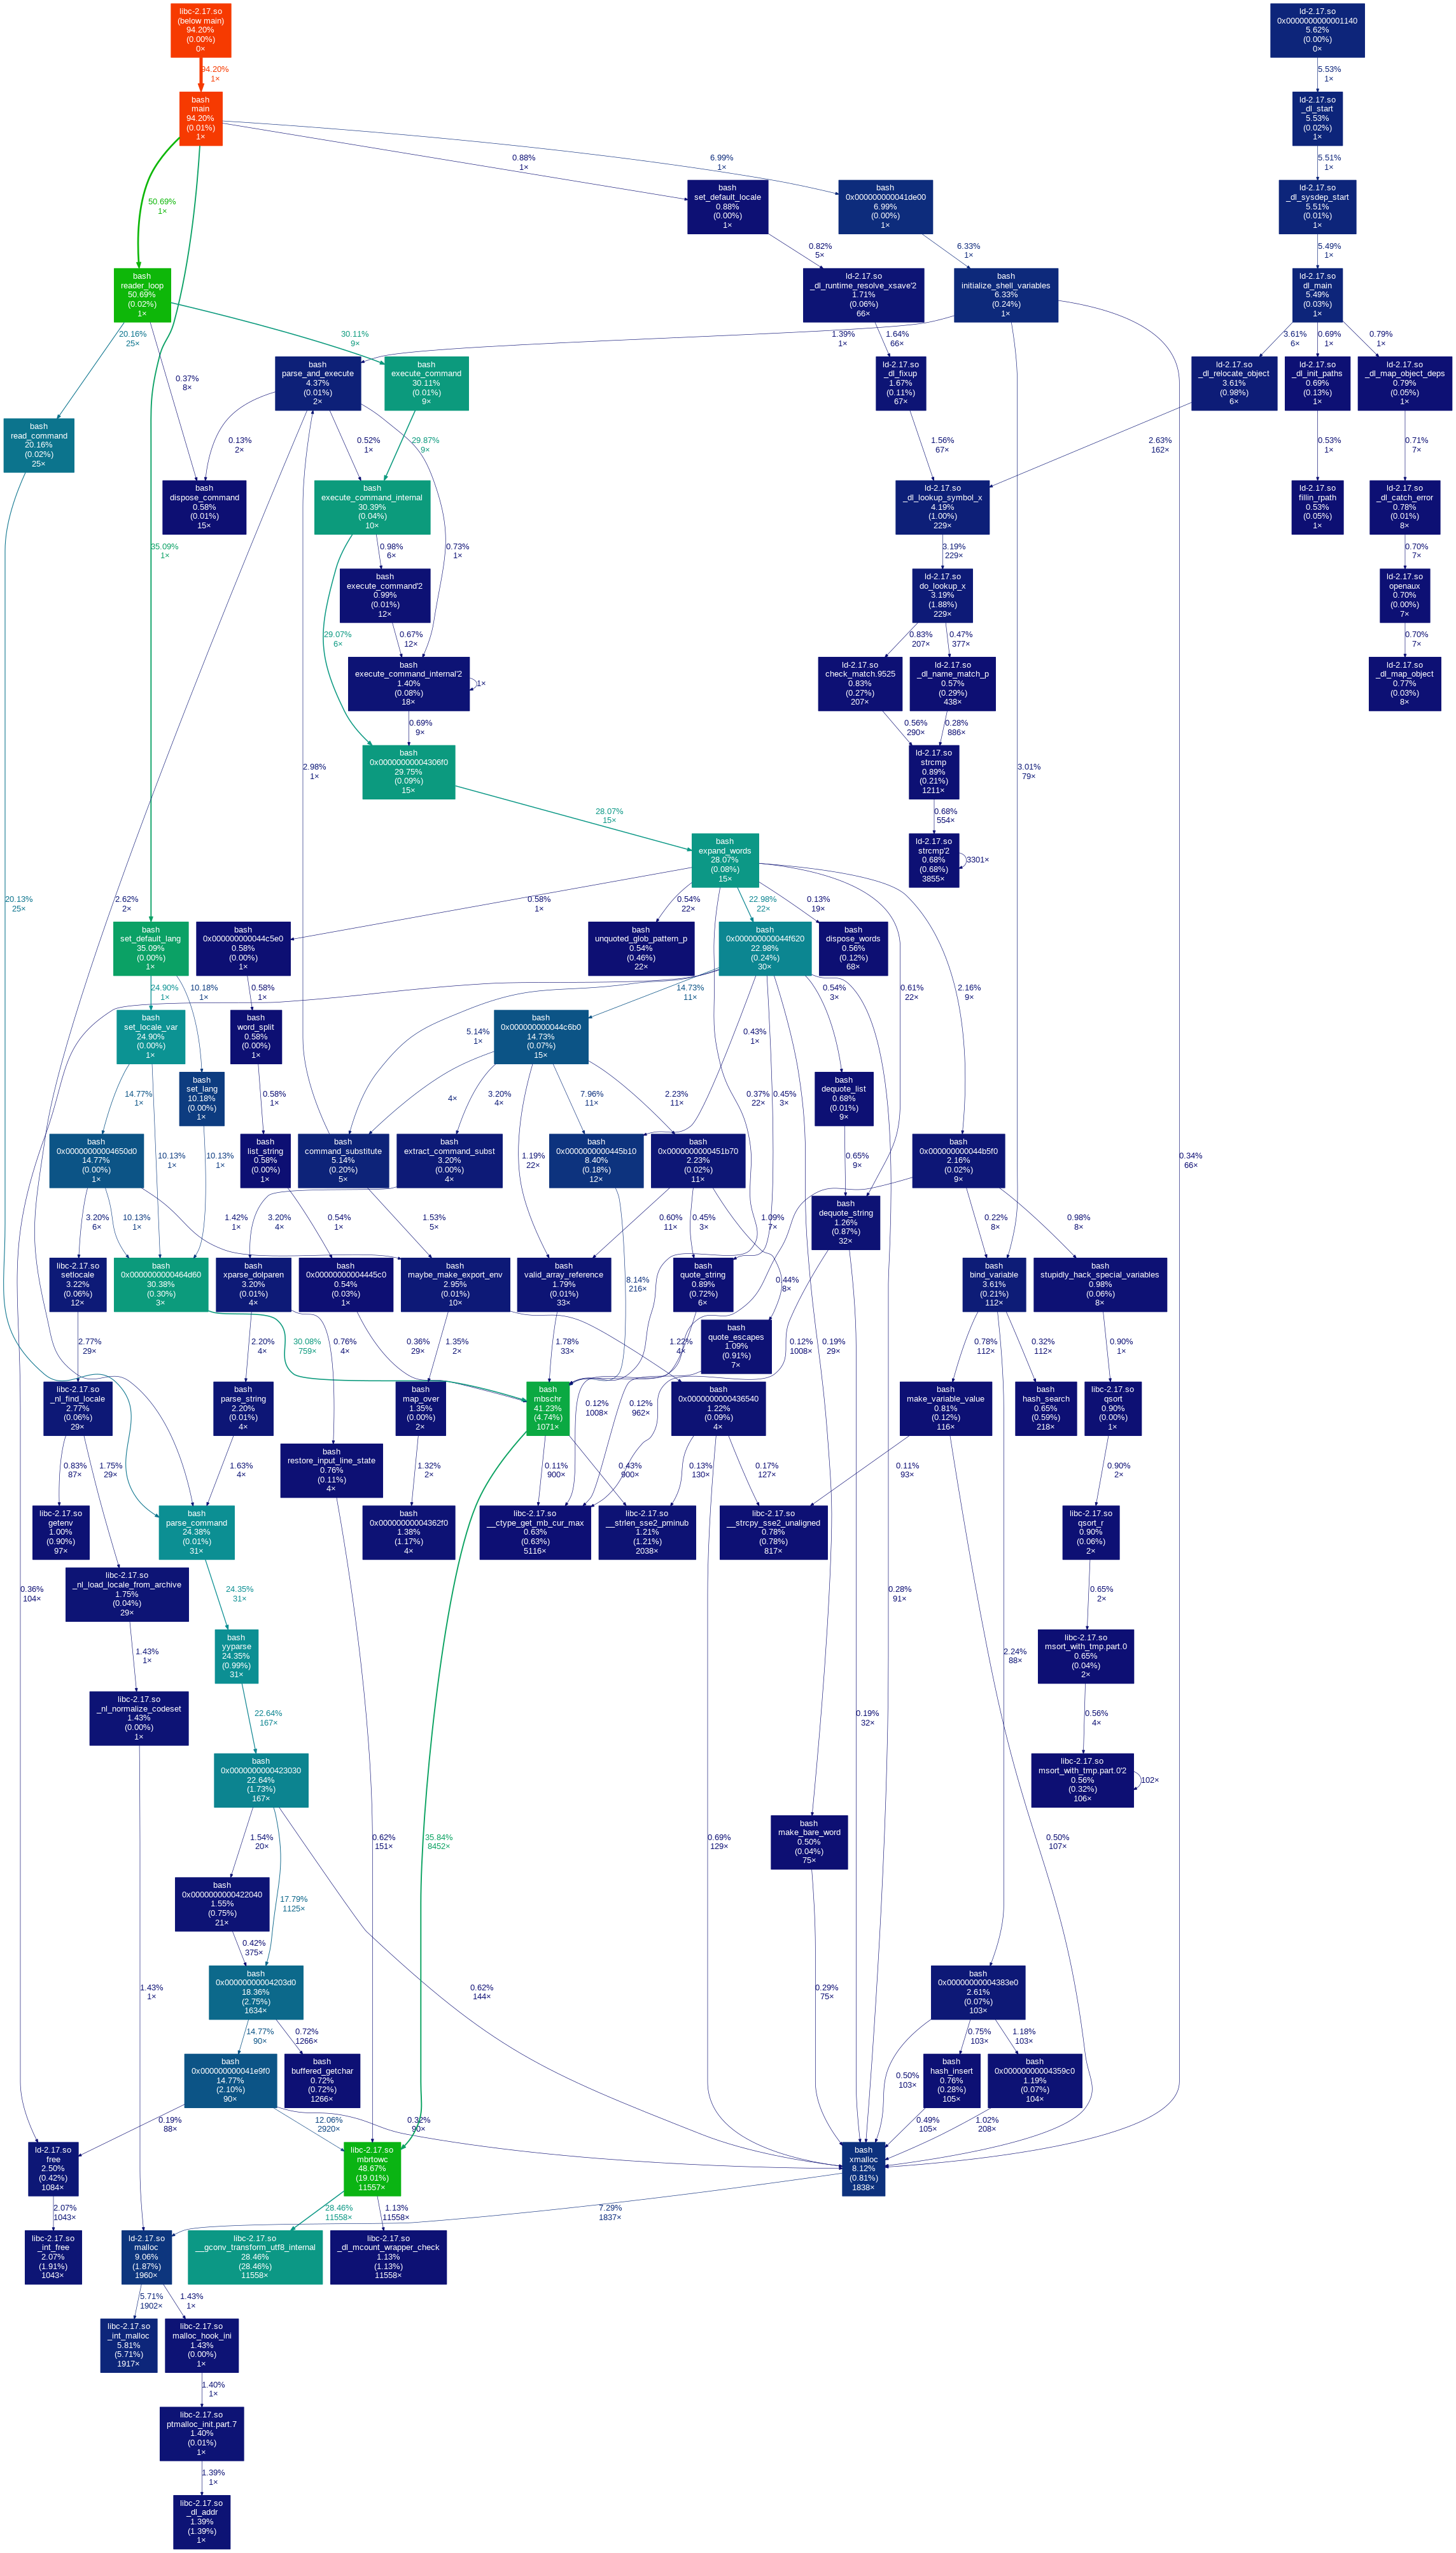 libc-2.17.so
(below main)
94.20%
(0.00%)
0×
ld-2.17.so
0x0000000000001140
5.62%
(0.00%)
0×
94.20%
1×
5.53%
1×
bash
main
94.20%
(0.01%)
1×
ld-2.17.so
_dl_start
5.53%
(0.02%)
1×
0.88%
1×
6.99%
1×
5.51%
1×
50.69%
1×
bash
set_default_locale
0.88%
(0.00%)
1×
bash
0x000000000041de00
6.99%
(0.00%)
1×
ld-2.17.so
_dl_sysdep_start
5.51%
(0.01%)
1×
0.82%
5×
6.33%
1×
5.49%
1×
bash
reader_loop
50.69%
(0.02%)
1×
ld-2.17.so
_dl_runtime_resolve_xsave'2
1.71%
(0.06%)
66×
bash
initialize_shell_variables
6.33%
(0.24%)
1×
ld-2.17.so
dl_main
5.49%
(0.03%)
1×
20.16%
25×
30.11%
9×
1.39%
1×
1.64%
66×
3.61%
6×
0.69%
1×
0.79%
1×
0.37%
8×
bash
parse_and_execute
4.37%
(0.01%)
2×
bash
execute_command
30.11%
(0.01%)
9×
ld-2.17.so
_dl_fixup
1.67%
(0.11%)
67×
ld-2.17.so
_dl_relocate_object
3.61%
(0.98%)
6×
ld-2.17.so
_dl_init_paths
0.69%
(0.13%)
1×
ld-2.17.so
_dl_map_object_deps
0.79%
(0.05%)
1×
bash
read_command
20.16%
(0.02%)
25×
0.13%
2×
0.52%
1×
29.87%
9×
1.56%
67×
2.63%
162×
0.53%
1×
0.71%
7×
bash
dispose_command
0.58%
(0.01%)
15×
bash
execute_command_internal
30.39%
(0.04%)
10×
ld-2.17.so
_dl_lookup_symbol_x
4.19%
(1.00%)
229×
ld-2.17.so
fillin_rpath
0.53%
(0.05%)
1×
ld-2.17.so
_dl_catch_error
0.78%
(0.01%)
8×
35.09%
1×
0.98%
6×
0.73%
1×
3.19%
229×
0.70%
7×
bash
execute_command'2
0.99%
(0.01%)
12×
ld-2.17.so
do_lookup_x
3.19%
(1.88%)
229×
ld-2.17.so
openaux
0.70%
(0.00%)
7×
29.07%
6×
0.67%
12×
0.83%
207×
0.47%
377×
0.70%
7×
bash
execute_command_internal'2
1.40%
(0.08%)
18×
1×
ld-2.17.so
check_match.9525
0.83%
(0.27%)
207×
ld-2.17.so
_dl_name_match_p
0.57%
(0.29%)
438×
ld-2.17.so
_dl_map_object
0.77%
(0.03%)
8×
0.69%
9×
0.56%
290×
0.28%
886×
2.98%
1×
bash
0x00000000004306f0
29.75%
(0.09%)
15×
ld-2.17.so
strcmp
0.89%
(0.21%)
1211×
3.01%
79×
28.07%
15×
0.68%
554×
bash
expand_words
28.07%
(0.08%)
15×
ld-2.17.so
strcmp'2
0.68%
(0.68%)
3855×
3301×
20.13%
25×
2.62%
2×
0.58%
1×
0.54%
22×
22.98%
22×
0.13%
19×
bash
set_default_lang
35.09%
(0.00%)
1×
bash
0x000000000044c5e0
0.58%
(0.00%)
1×
bash
unquoted_glob_pattern_p
0.54%
(0.46%)
22×
bash
0x000000000044f620
22.98%
(0.24%)
30×
bash
dispose_words
0.56%
(0.12%)
68×
24.90%
1×
10.18%
1×
0.58%
1×
14.73%
11×
0.54%
3×
0.61%
22×
2.16%
9×
bash
set_locale_var
24.90%
(0.00%)
1×
bash
word_split
0.58%
(0.00%)
1×
5.14%
1×
bash
0x000000000044c6b0
14.73%
(0.07%)
15×
0.43%
1×
bash
set_lang
10.18%
(0.00%)
1×
bash
dequote_list
0.68%
(0.01%)
9×
14.77%
1×
0.58%
1×
4×
3.20%
4×
7.96%
11×
2.23%
11×
0.37%
22×
0.45%
3×
bash
0x00000000004650d0
14.77%
(0.00%)
1×
10.13%
1×
10.13%
1×
bash
list_string
0.58%
(0.00%)
1×
bash
command_substitute
5.14%
(0.20%)
5×
bash
extract_command_subst
3.20%
(0.00%)
4×
1.19%
22×
bash
0x0000000000445b10
8.40%
(0.18%)
12×
bash
0x0000000000451b70
2.23%
(0.02%)
11×
0.65%
9×
bash
0x000000000044b5f0
2.16%
(0.02%)
9×
0.34%
66×
3.20%
6×
10.13%
1×
1.42%
1×
3.20%
4×
0.54%
1×
1.53%
5×
0.60%
11×
0.45%
3×
1.09%
7×
bash
dequote_string
1.26%
(0.87%)
32×
0.22%
8×
0.98%
8×
libc-2.17.so
setlocale
3.22%
(0.06%)
12×
bash
0x0000000000464d60
30.38%
(0.30%)
3×
bash
xparse_dolparen
3.20%
(0.01%)
4×
bash
0x00000000004445c0
0.54%
(0.03%)
1×
bash
maybe_make_export_env
2.95%
(0.01%)
10×
bash
valid_array_reference
1.79%
(0.01%)
33×
8.14%
216×
bash
quote_string
0.89%
(0.72%)
6×
0.44%
8×
bash
bind_variable
3.61%
(0.21%)
112×
bash
stupidly_hack_special_variables
0.98%
(0.06%)
8×
2.77%
29×
30.08%
759×
2.20%
4×
0.76%
4×
0.36%
29×
1.35%
2×
1.78%
33×
1.22%
4×
bash
quote_escapes
1.09%
(0.91%)
7×
0.12%
1008×
0.19%
29×
0.78%
112×
0.32%
112×
0.90%
1×
libc-2.17.so
_nl_find_locale
2.77%
(0.06%)
29×
bash
parse_string
2.20%
(0.01%)
4×
bash
map_over
1.35%
(0.00%)
2×
bash
mbschr
41.23%
(4.74%)
1071×
0.12%
1008×
0.12%
962×
bash
0x0000000000436540
1.22%
(0.09%)
4×
bash
make_variable_value
0.81%
(0.12%)
116×
bash
hash_search
0.65%
(0.59%)
218×
libc-2.17.so
qsort
0.90%
(0.00%)
1×
0.83%
87×
1.75%
29×
1.63%
4×
bash
restore_input_line_state
0.76%
(0.11%)
4×
1.32%
2×
0.11%
900×
0.43%
900×
0.13%
130×
0.17%
127×
0.11%
93×
0.90%
2×
libc-2.17.so
getenv
1.00%
(0.90%)
97×
bash
parse_command
24.38%
(0.01%)
31×
bash
0x00000000004362f0
1.38%
(1.17%)
4×
libc-2.17.so
__ctype_get_mb_cur_max
0.63%
(0.63%)
5116×
libc-2.17.so
__strlen_sse2_pminub
1.21%
(1.21%)
2038×
libc-2.17.so
__strcpy_sse2_unaligned
0.78%
(0.78%)
817×
libc-2.17.so
qsort_r
0.90%
(0.06%)
2×
0.36%
104×
libc-2.17.so
_nl_load_locale_from_archive
1.75%
(0.04%)
29×
24.35%
31×
0.28%
91×
0.65%
2×
1.43%
1×
bash
yyparse
24.35%
(0.99%)
31×
2.24%
88×
libc-2.17.so
msort_with_tmp.part.0
0.65%
(0.04%)
2×
libc-2.17.so
_nl_normalize_codeset
1.43%
(0.00%)
1×
22.64%
167×
0.19%
32×
0.56%
4×
bash
0x0000000000423030
22.64%
(1.73%)
167×
libc-2.17.so
msort_with_tmp.part.0'2
0.56%
(0.32%)
106×
102×
1.54%
20×
0.62%
151×
35.84%
8452×
0.69%
129×
bash
make_bare_word
0.50%
(0.04%)
75×
0.50%
107×
bash
0x0000000000422040
1.55%
(0.75%)
21×
17.79%
1125×
0.42%
375×
1.43%
1×
bash
0x00000000004203d0
18.36%
(2.75%)
1634×
0.62%
144×
0.29%
75×
bash
0x00000000004383e0
2.61%
(0.07%)
103×
14.77%
90×
0.72%
1266×
0.75%
103×
1.18%
103×
bash
0x000000000041e9f0
14.77%
(2.10%)
90×
bash
buffered_getchar
0.72%
(0.72%)
1266×
0.50%
103×
bash
hash_insert
0.76%
(0.28%)
105×
bash
0x00000000004359c0
1.19%
(0.07%)
104×
0.19%
88×
12.06%
2920×
0.32%
90×
0.49%
105×
1.02%
208×
ld-2.17.so
free
2.50%
(0.42%)
1084×
libc-2.17.so
mbrtowc
48.67%
(19.01%)
11557×
bash
xmalloc
8.12%
(0.81%)
1838×
2.07%
1043×
28.46%
11558×
1.13%
11558×
7.29%
1837×
libc-2.17.so
_int_free
2.07%
(1.91%)
1043×
ld-2.17.so
malloc
9.06%
(1.87%)
1960×
libc-2.17.so
__gconv_transform_utf8_internal
28.46%
(28.46%)
11558×
libc-2.17.so
_dl_mcount_wrapper_check
1.13%
(1.13%)
11558×
5.71%
1902×
1.43%
1×
libc-2.17.so
_int_malloc
5.81%
(5.71%)
1917×
libc-2.17.so
malloc_hook_ini
1.43%
(0.00%)
1×
1.40%
1×
libc-2.17.so
ptmalloc_init.part.7
1.40%
(0.01%)
1×
1.39%
1×
libc-2.17.so
_dl_addr
1.39%
(1.39%)
1×